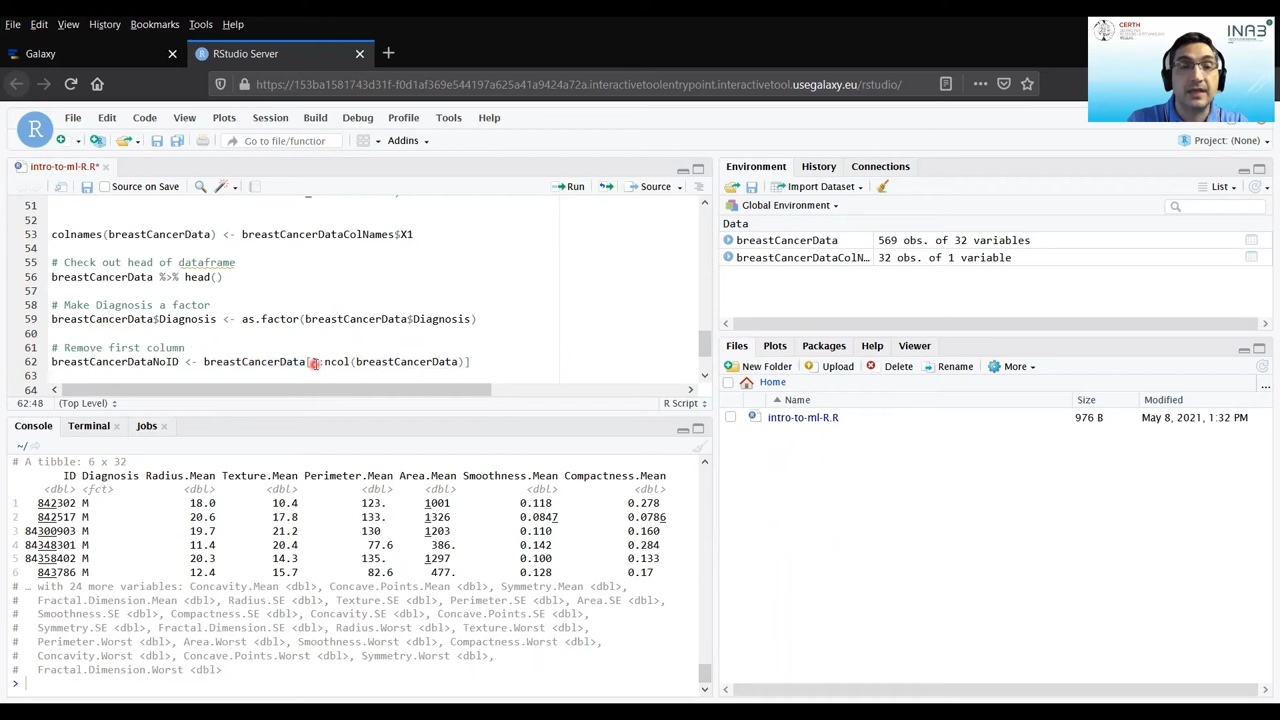 File Edit View History Bookmarks Tools Help
CERTH
INAB
Galaxy
RStudio Server
https://153ba1581743d31f-f0d1af369e544197a625a41a9424a72a.interactivetoolentrypoint.interactivetool.usegalaxy.eu/rstudio/
File Edit Code View Plots Session Build Debug Profile Tools Help
Go to file/function Addins Project: (None)
intro-to-ml-R.R*
Source on Save Run Source
51
52
colnames(breastCancerData) <- breastCancerDataColNames$X1
54
55 # Check out head of dataframe
56 breastCancerData %>% head()
57
58 # Make Diagnosis a factor
59 breastCancerData$Diagnosis <- as.factor(breastCancerData$Diagnosis)
60
61 # Remove first column
62 breastCancerDataNoID <- breastCancerData[ :ncol(breastCancerData)]
63
64
62:48 (Top Level) R Script
Environment History Connections
Import Dataset List
Global Environment
Data
breastCancerData 569 obs. of 32 variables
breastCancerDataColN… 32 obs. of 1 variable
Console Terminal Jobs
~/
# A tibble: 6 x 32
ID Diagnosis Radius.Mean Texture.Mean Perimeter.Mean Area.Mean Smoothness.Mean Compactness.Mean
<dbl> <fct> <dbl> <dbl> <dbl> <dbl> <dbl> <dbl>
1 842302 M 18.0 10.4 123. 1001 0.118 0.278
2 842517 M 20.6 17.8 133. 1326 0.0847 0.0786
3 84300903 M 19.7 21.2 130 1203 0.110 0.160
4 84348301 M 11.4 20.4 77.6 386. 0.142 0.284
5 84358402 M 20.3 14.3 135. 1297 0.100 0.133
6 843786 M 12.4 15.7 82.6 477. 0.128 0.17
# … with 24 more variables: Concavity.Mean <dbl>, Concave.Points.Mean <dbl>, Symmetry.Mean <dbl>,
# Fractal.Dimension.Mean <dbl>, Radius.SE <dbl>, Texture.SE <dbl>, Perimeter.SE <dbl>, Area.SE <dbl>,
# Smoothness.SE <dbl>, Compactness.SE <dbl>, Concavity.SE <dbl>, Concave.Points.SE <dbl>,
# Symmetry.SE <dbl>, Fractal.Dimension.SE <dbl>, Radius.Worst <dbl>, Texture.Worst <dbl>,
# Perimeter.Worst <dbl>, Area.Worst <dbl>, Smoothness.Worst <dbl>, Compactness.Worst <dbl>,
# Concavity.Worst <dbl>, Concave.Points.Worst <dbl>, Symmetry.Worst <dbl>,
# Fractal.Dimension.Worst <dbl>
>
Files Plots Packages Help Viewer
New Folder Upload Delete Rename More
Home
Name Size Modified
intro-to-ml-R.R 976 B May 8, 2021, 1:32 PM